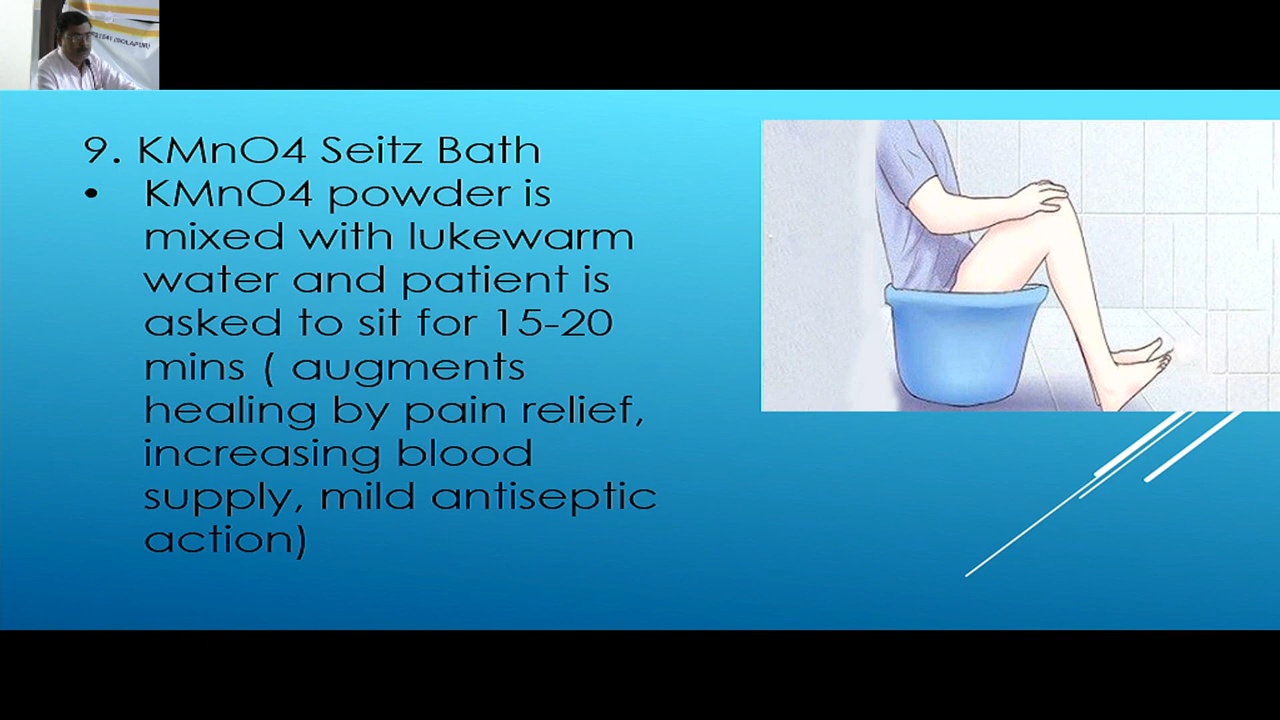 9. KMnO4 Seitz Bath
• KMnO4 powder is
mixed with lukewarm
water and patient is
asked to sit for 15-20
mins ( augments
healing by pain relief,
increasing blood
supply, mild antiseptic
action)
(SOLAPUR)